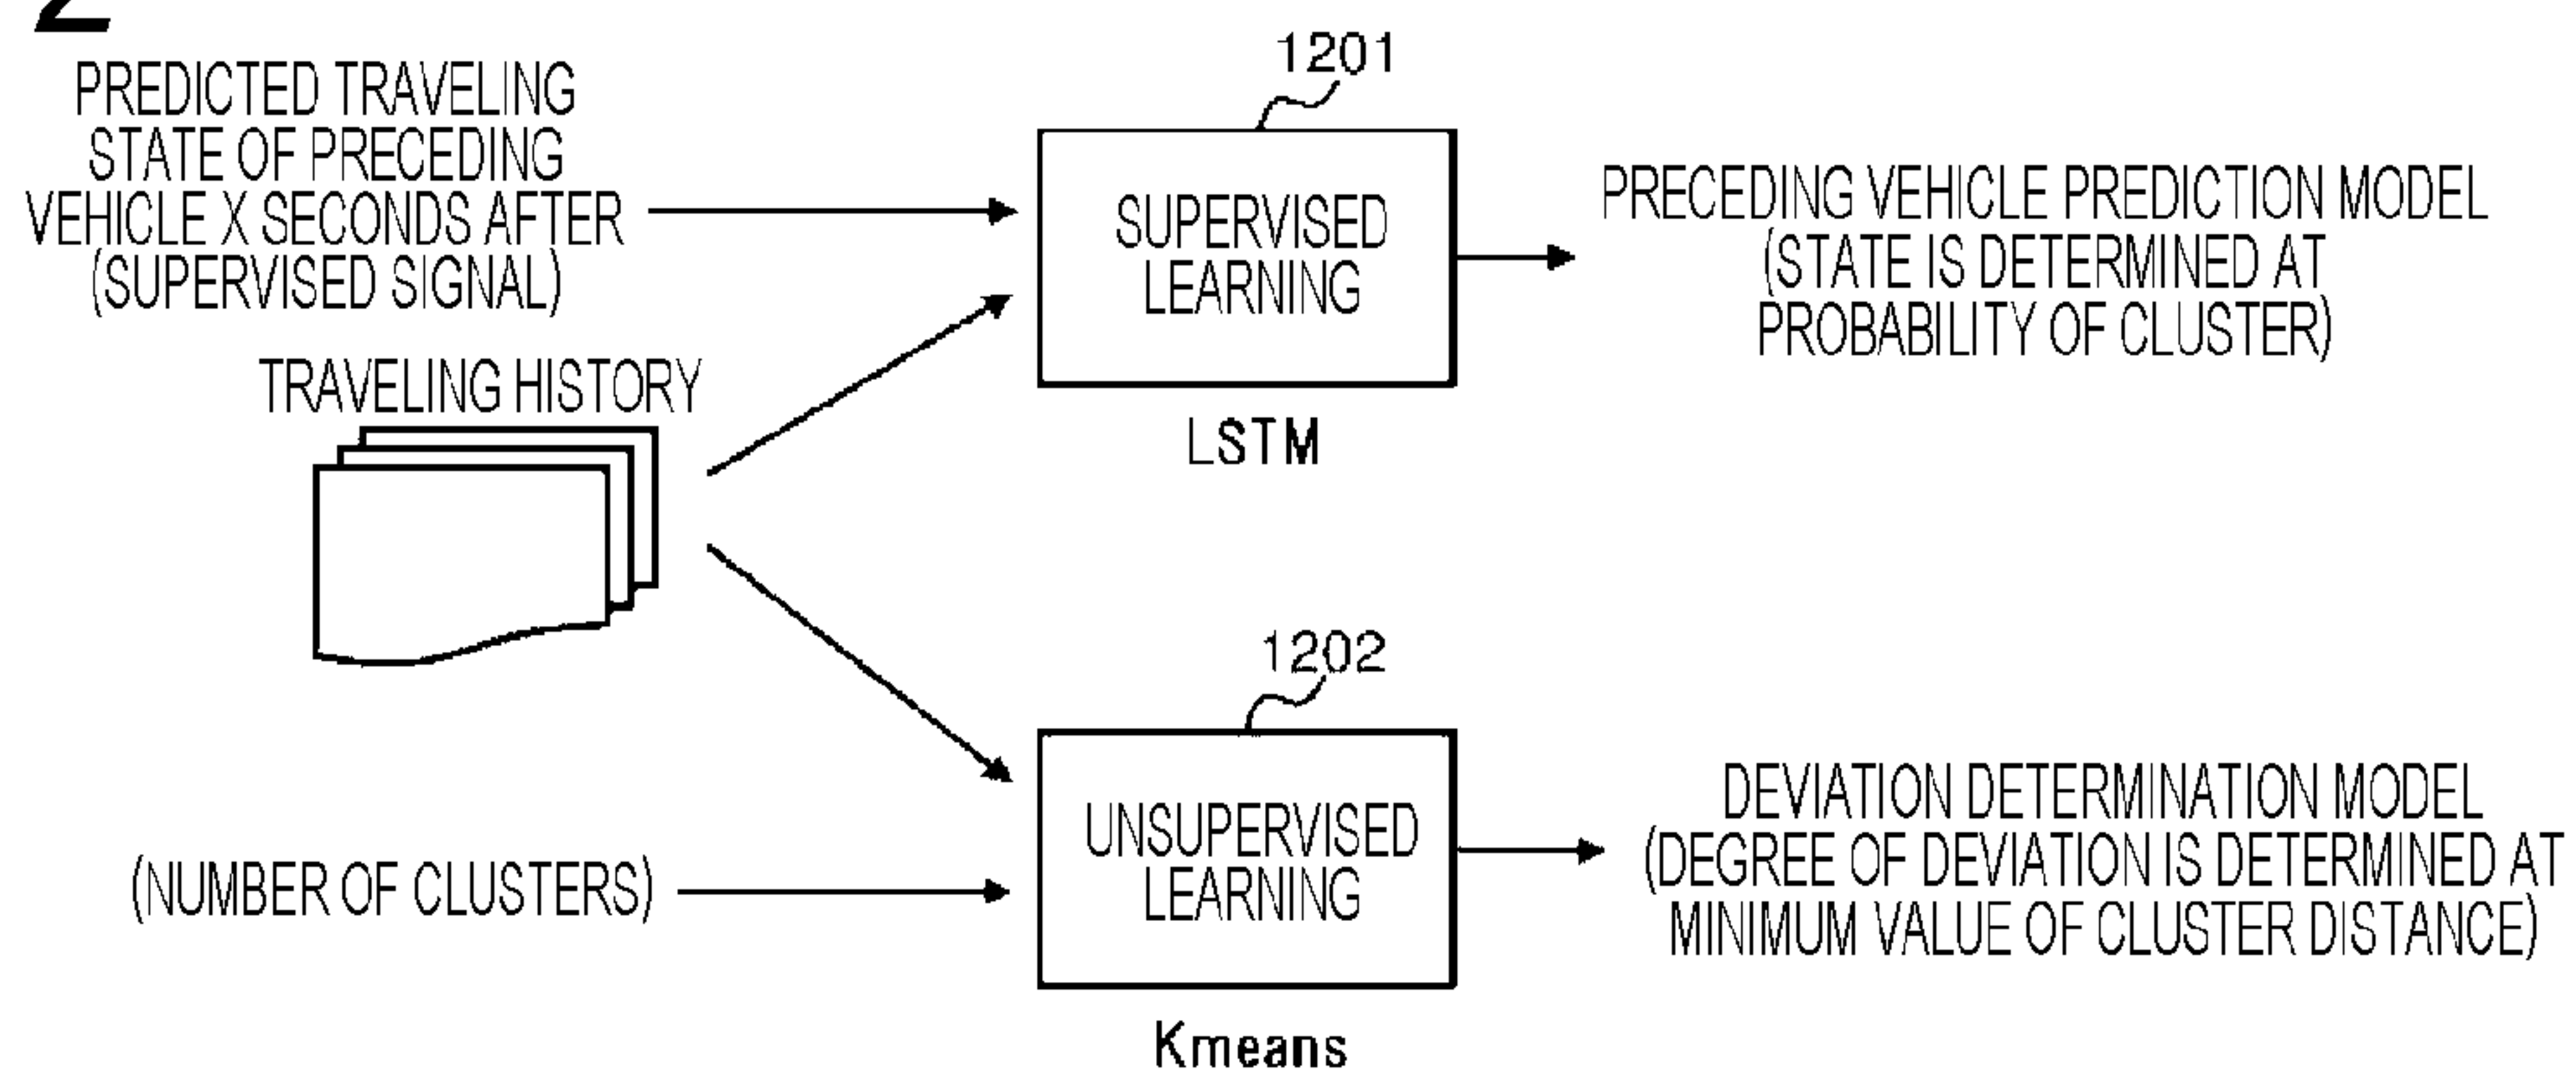 2
PREDICTED TRAVELING
STATE OF PRECEDING
VEHICLE X SECONDS AFTER
(SUPERVISED SIGNAL)
1201
SUPERVISED
LEARNING
LSTM
PRECEDING VEHICLE PREDICTION MODEL
(STATE IS DETERMINED AT
PROBABILITY OF CLUSTER)
TRAVELING HISTORY
1202
UNSUPERVISED
LEARNING
Kmeans
(NUMBER OF CLUSTERS)
DEVIATION DETERMINATION MODEL
(DEGREE OF DEVIATION IS DETERMINED AT
MINIMUM VALUE OF CLUSTER DISTANCE)